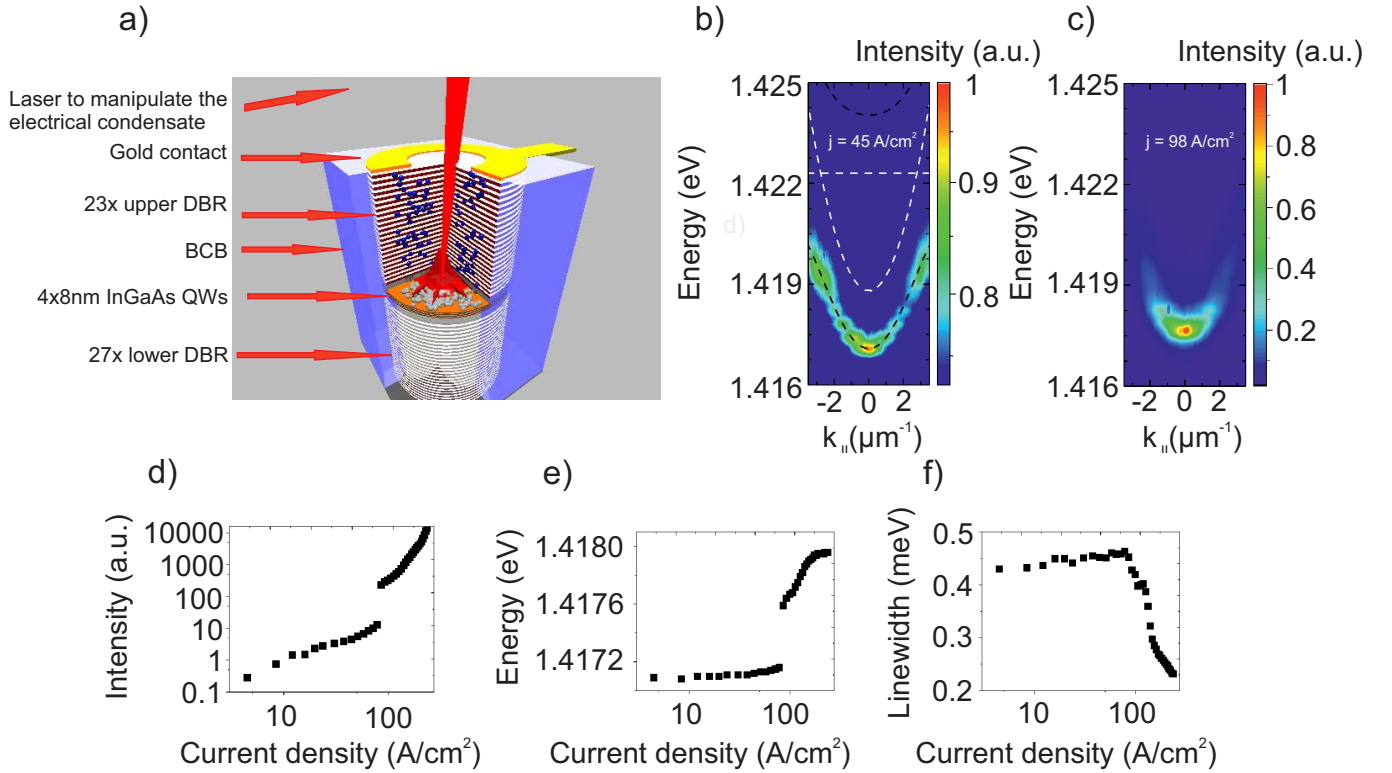 a)
Laser to manipulate the
electrical condensate
Gold contact
23x upper DBR
BCB
4x8nm InGaAs QWs
27x lower DBR
b)
Intensity (a.u.)
1.425
1.422
1.419
1.416
Energy (eV)
j = 45 A/cm²
-2 0 2
k_||(µm⁻¹)
1
0.9
0.8
d)
c)
Intensity (a.u.)
1.425
1.422
1.419
1.416
Energy (eV)
j = 98 A/cm²
-2 0 2
k_||(µm⁻¹)
1
0.8
0.6
0.4
0.2
d)
Intensity (a.u.)
10000
1000
100
10
1
0.1
10 100
Current density (A/cm²)
e)
Energy (eV)
1.4180
1.4176
1.4172
10 100
Current density (A/cm²)
f)
Linewidth (meV)
0.5
0.4
0.3
0.2
10 100
Current density (A/cm²)